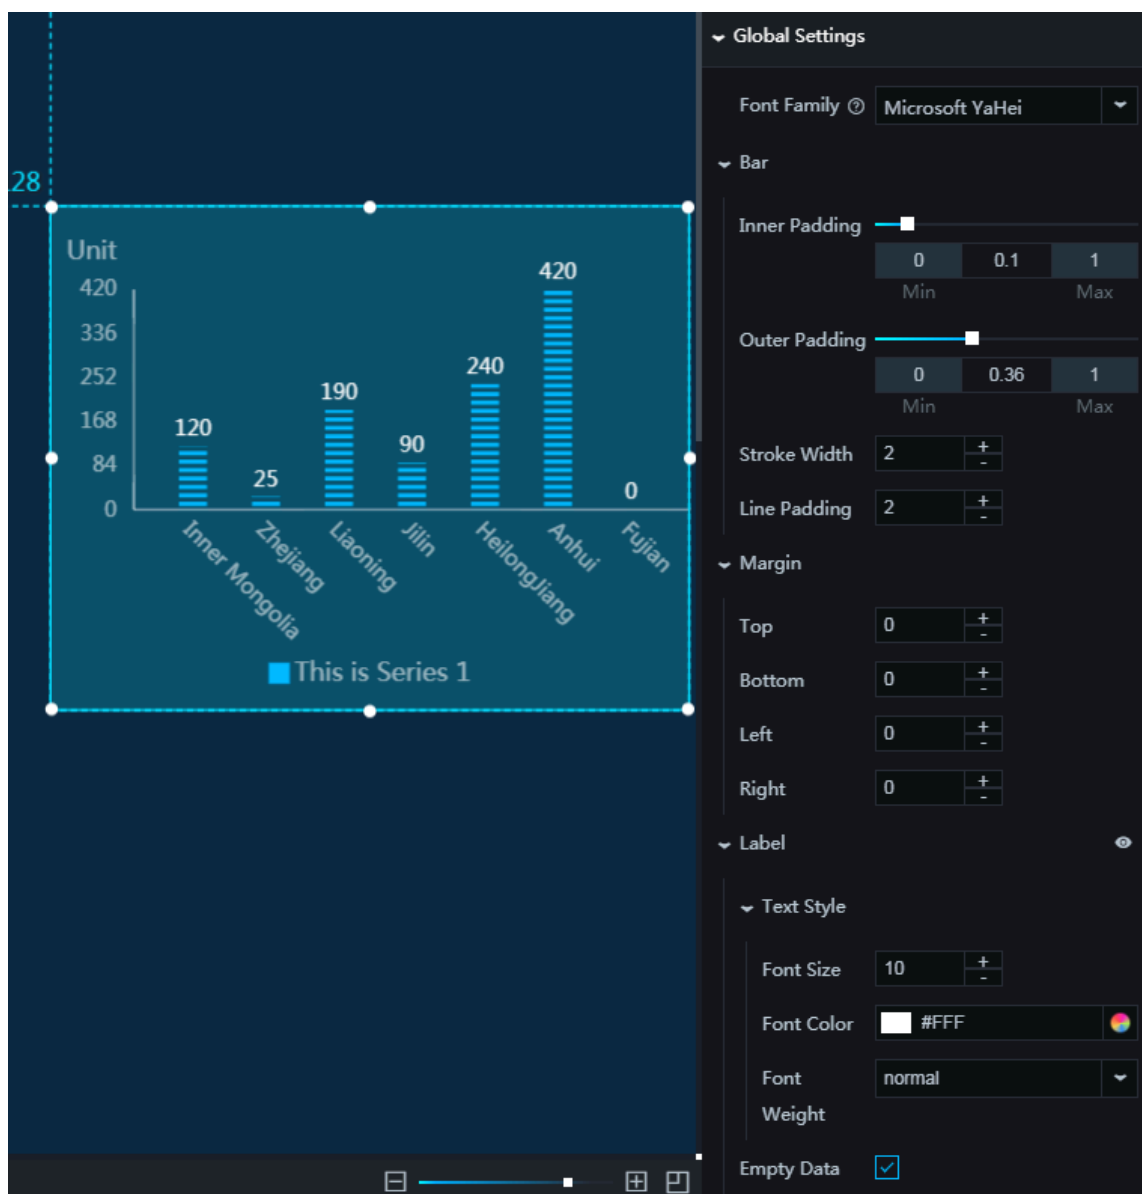 128
Unit
420
336
252
168
84
0
120
25
190
90
240
420
0
Inner Mongolia
Zhejiang
Liaoning
Jilin
HeilongJiang
Anhui
Fujian
This is Series 1
Global Settings
Font Family ?
Microsoft YaHei
Bar
Inner Padding
0 0.1 1
Min Max
Outer Padding
0 0.36 1
Min Max
Stroke Width 2 + -
Line Padding 2 + -
Margin
Top 0 + -
Bottom 0 + -
Left 0 + -
Right 0 + -
Label
Text Style
Font Size 10 + -
Font Color #FFF
Font
Weight
normal
Empty Data